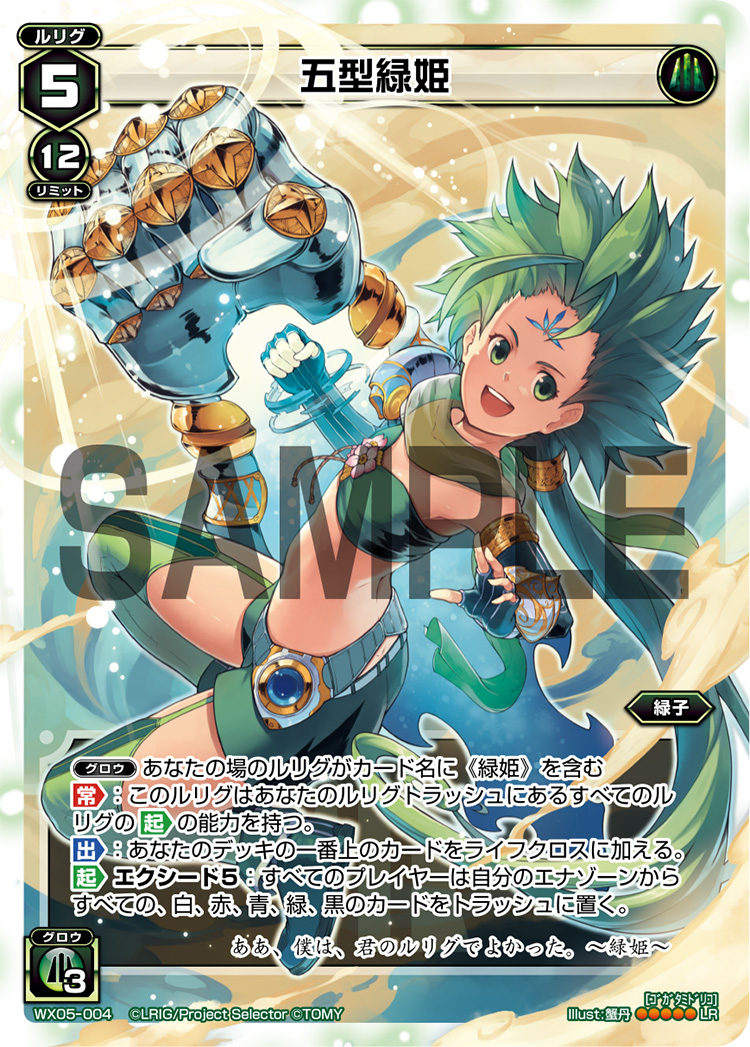 ルリグ
5
五型緑姫
12
リミット
SAMPLE
緑子
グロウ あなたの場のルリグがカード名に《緑姫》を含む
常：このルリグはあなたのルリグトラッシュにあるすべてのル
リグの 起 の能力を持つ。
出：あなたのデッキの一番上のカードをライフクロスに加える。
起 エクシード5：すべてのプレイヤーは自分のエナゾーンから
すべての、白、赤、青、緑、黒のカードをトラッシュに置く。
ああ、僕は、君のルリグでよかった。～緑姫～
グロウ
3
[ｺﾞｶﾞﾀﾐﾄﾞﾘｺ]
WX05-004 ©LRIG/Project Selector ©TOMY Illust:蟹丹 LR